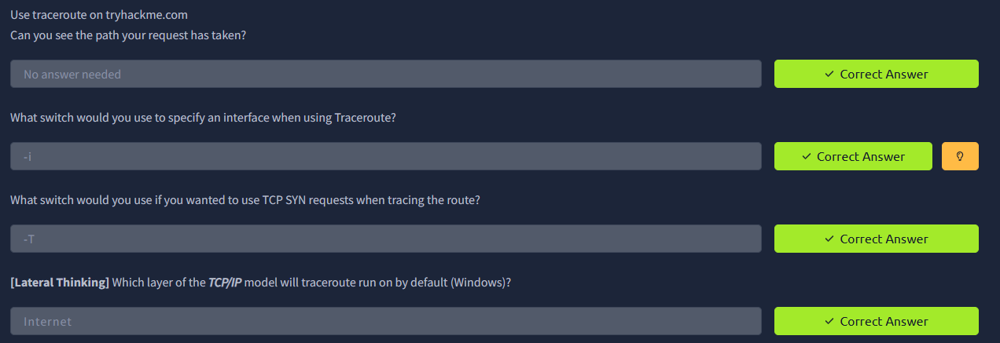 Use traceroute on tryhackme.com
Can you see the path your request has taken?
No answer needed
✓ Correct Answer
What switch would you use to specify an interface when using Traceroute?
-i
✓ Correct Answer
What switch would you use if you wanted to use TCP SYN requests when tracing the route?
-T
✓ Correct Answer
[Lateral Thinking] Which layer of the TCP/IP model will traceroute run on by default (Windows)?
Internet
✓ Correct Answer